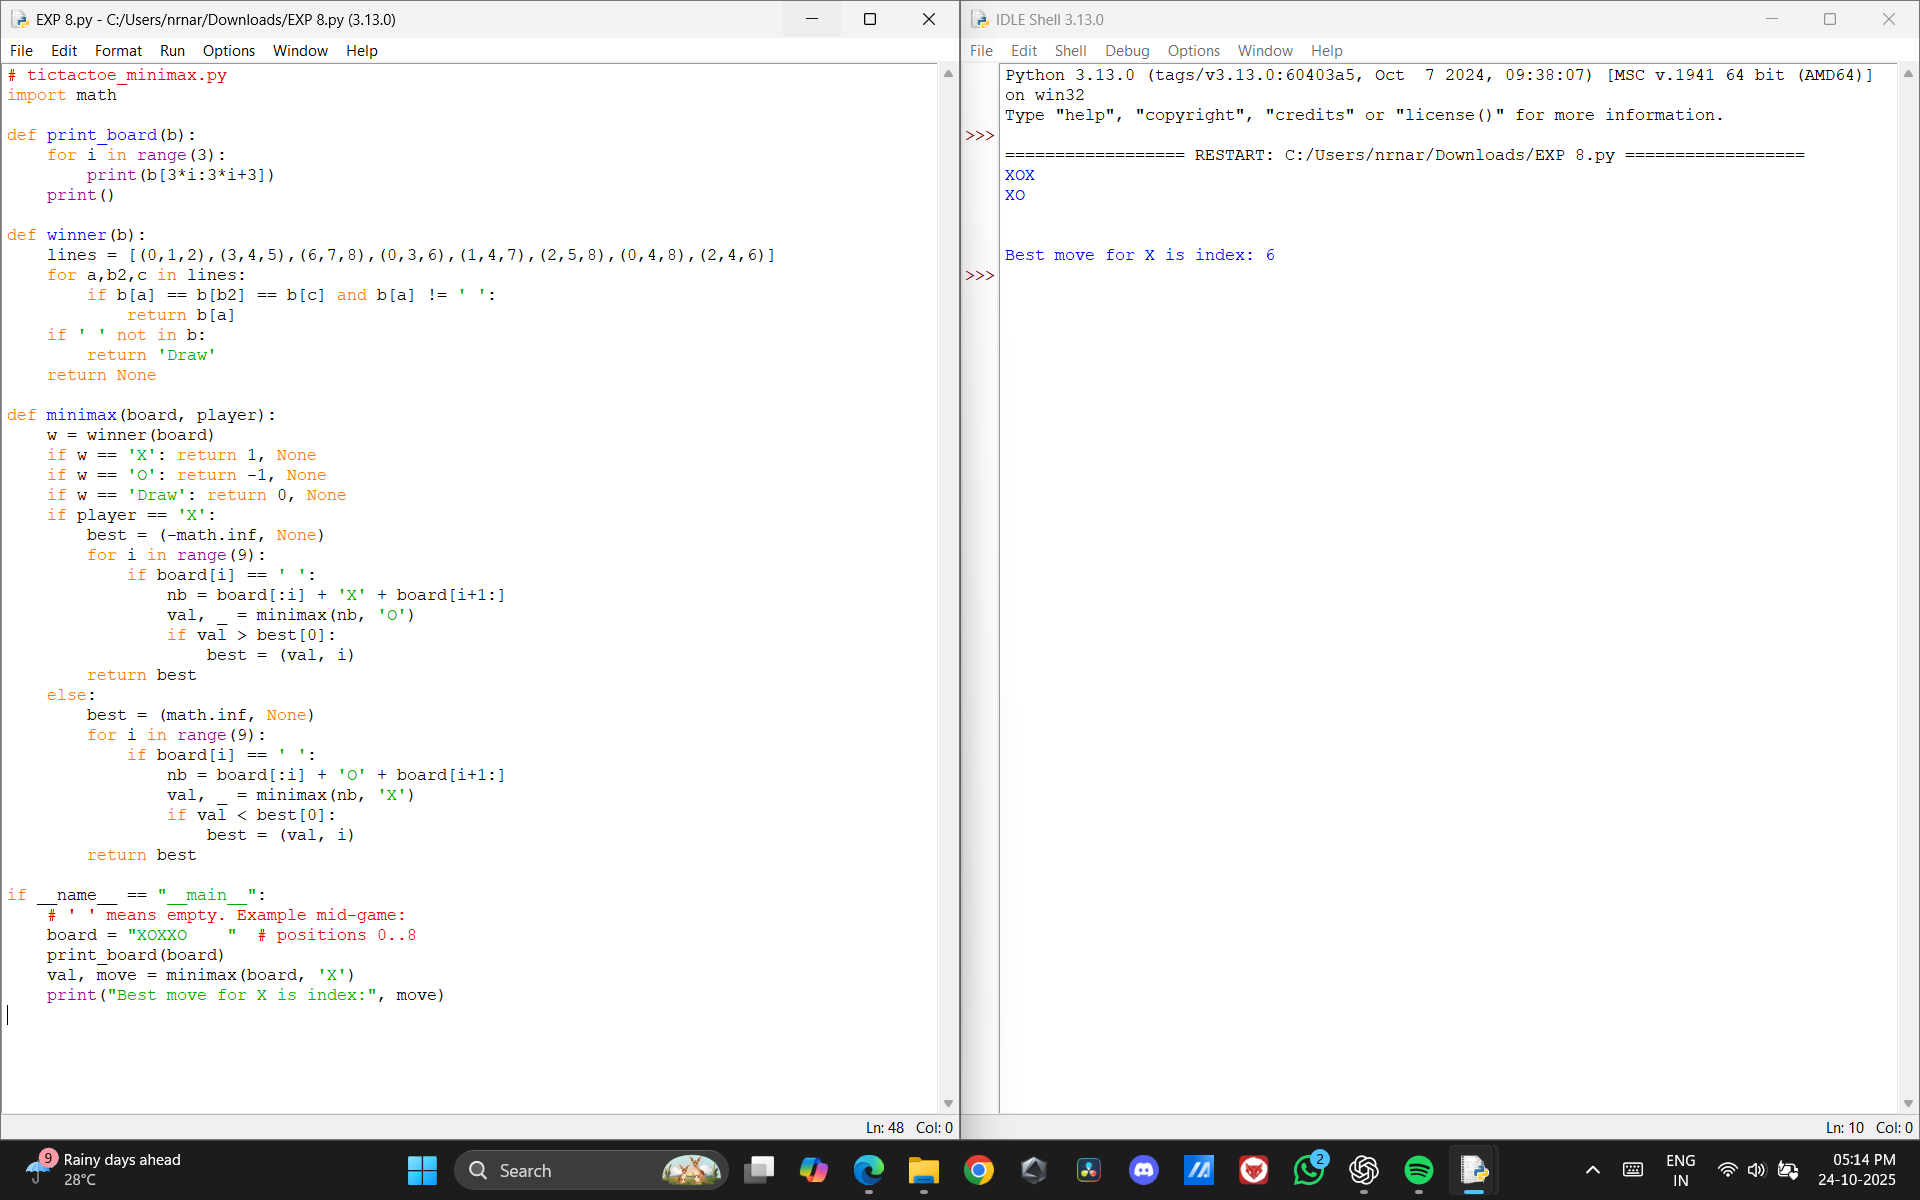 EXP 8.py - C:/Users/nrnar/Downloads/EXP 8.py (3.13.0)
File Edit Format Run Options Window Help
# tictactoe_minimax.py
import math

def print_board(b):
    for i in range(3):
        print(b[3*i:3*i+3])
    print()

def winner(b):
    lines = [(0,1,2),(3,4,5),(6,7,8),(0,3,6),(1,4,7),(2,5,8),(0,4,8),(2,4,6)]
    for a,b2,c in lines:
        if b[a] == b[b2] == b[c] and b[a] != ' ':
            return b[a]
    if ' ' not in b:
        return 'Draw'
    return None

def minimax(board, player):
    w = winner(board)
    if w == 'X': return 1, None
    if w == 'O': return -1, None
    if w == 'Draw': return 0, None
    if player == 'X':
        best = (-math.inf, None)
        for i in range(9):
            if board[i] == ' ':
                nb = board[:i] + 'X' + board[i+1:]
                val, _ = minimax(nb, 'O')
                if val > best[0]:
                    best = (val, i)
        return best
    else:
        best = (math.inf, None)
        for i in range(9):
            if board[i] == ' ':
                nb = board[:i] + 'O' + board[i+1:]
                val, _ = minimax(nb, 'X')
                if val < best[0]:
                    best = (val, i)
        return best

if __name__ == "__main__":
    # ' ' means empty. Example mid-game:
    board = "XOXXO    "  # positions 0..8
    print_board(board)
    val, move = minimax(board, 'X')
    print("Best move for X is index:", move)
Ln: 48 Col: 0
IDLE Shell 3.13.0
File Edit Shell Debug Options Window Help
Python 3.13.0 (tags/v3.13.0:60403a5, Oct  7 2024, 09:38:07) [MSC v.1941 64 bit (AMD64)]
on win32
Type "help", "copyright", "credits" or "license()" for more information.
>>>
================== RESTART: C:/Users/nrnar/Downloads/EXP 8.py ==================
XOX
XO
Best move for X is index: 6
>>>
Ln: 10 Col: 0
9
Rainy days ahead
28°C
Search
2
ENG
IN
05:14 PM
24-10-2025